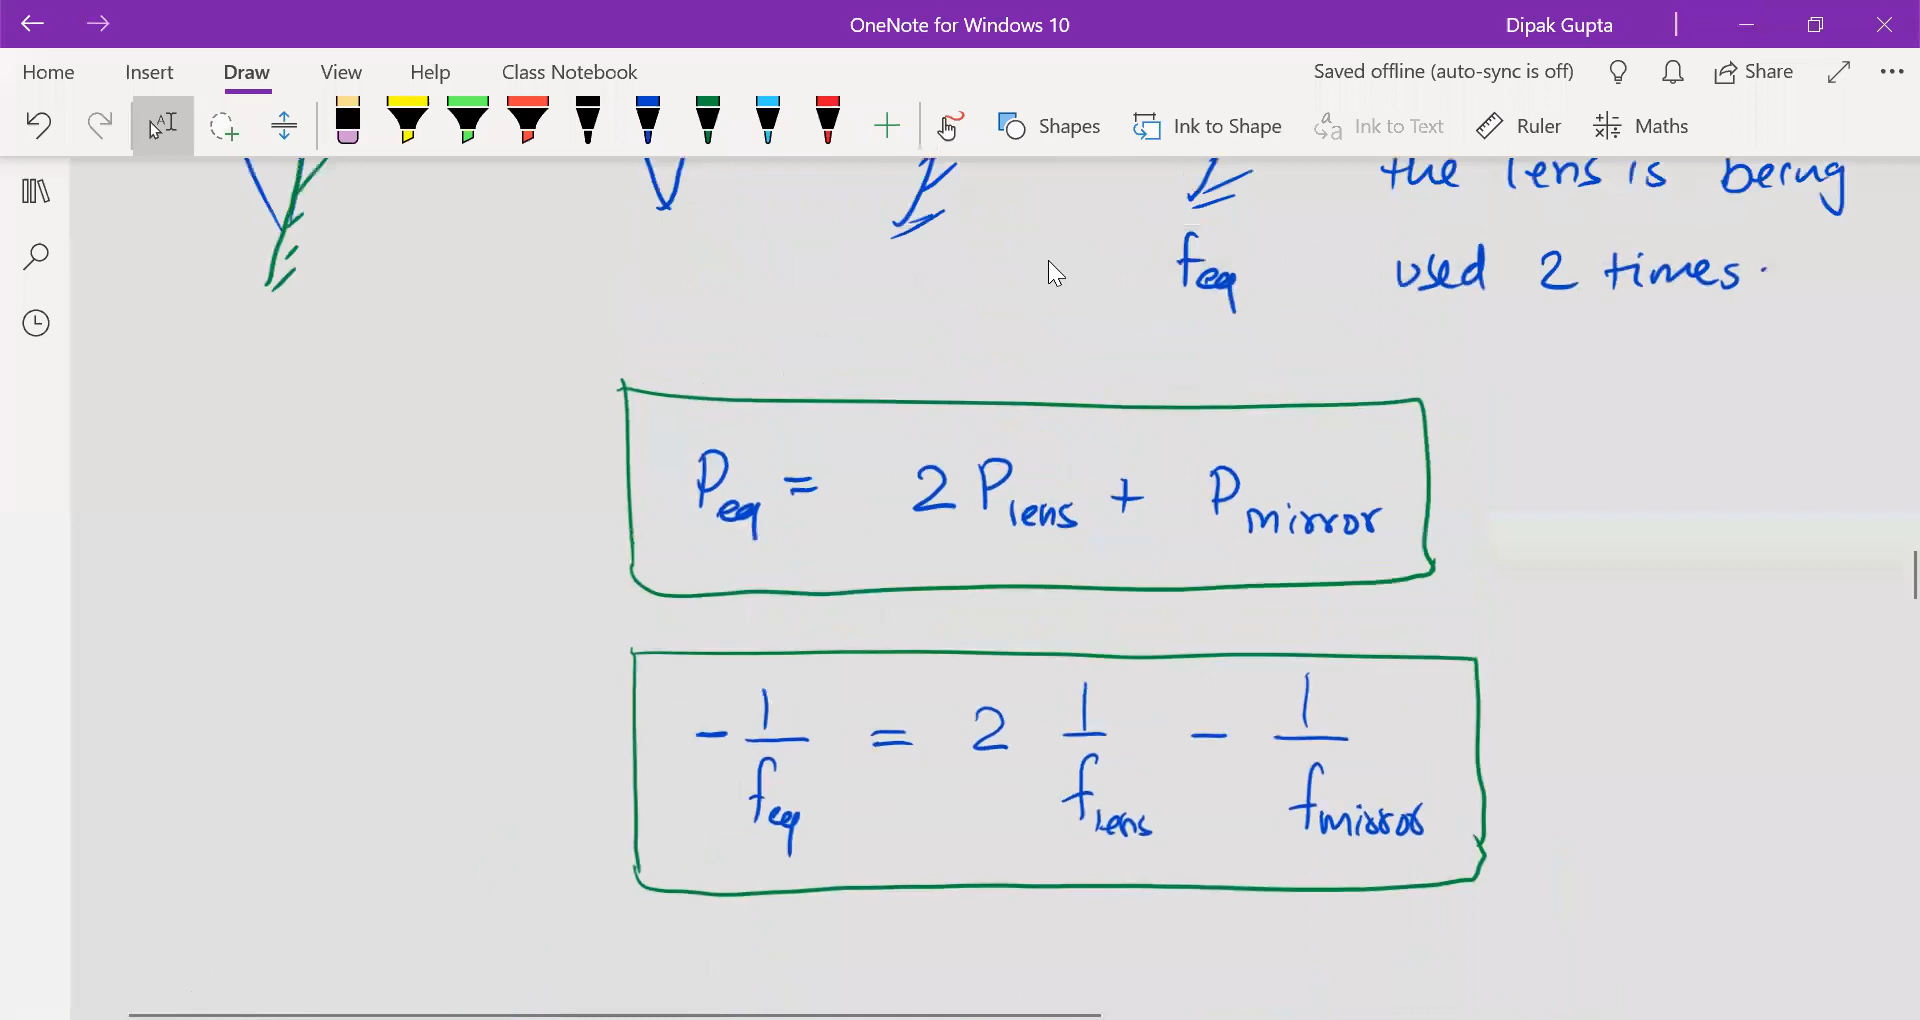 OneNote for Windows 10
Dipak Gupta
Home Insert Draw View Help Class Notebook
Saved offline (auto-sync is off) Share
Shapes Ink to Shape Ink to Text Ruler Maths
the lens is being
feq used 2 times.
Peq = 2 Plens + Pmirror
- 1/feq = 2 1/flens - 1/fmirror